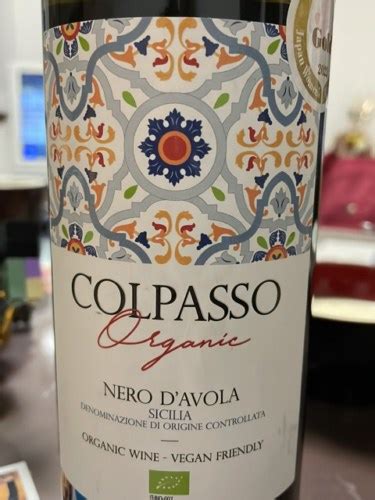 COLPASSO
Organic
NERO D'AVOLA
SICILIA
DENOMINAZIONE DI ORIGINE CONTROLLATA
ORGANIC WINE - VEGAN FRIENDLY